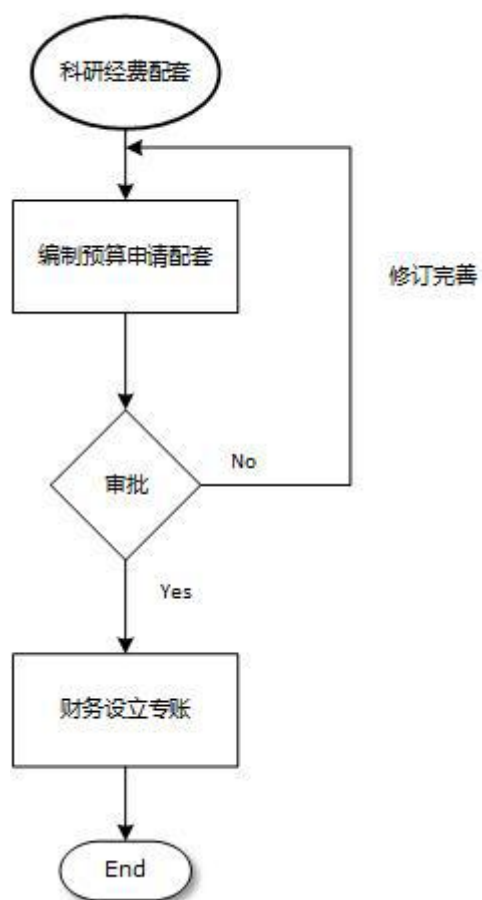 科研经费配套
编制预算申请配套
修订完善
审批
No
Yes
财务设立专账
End